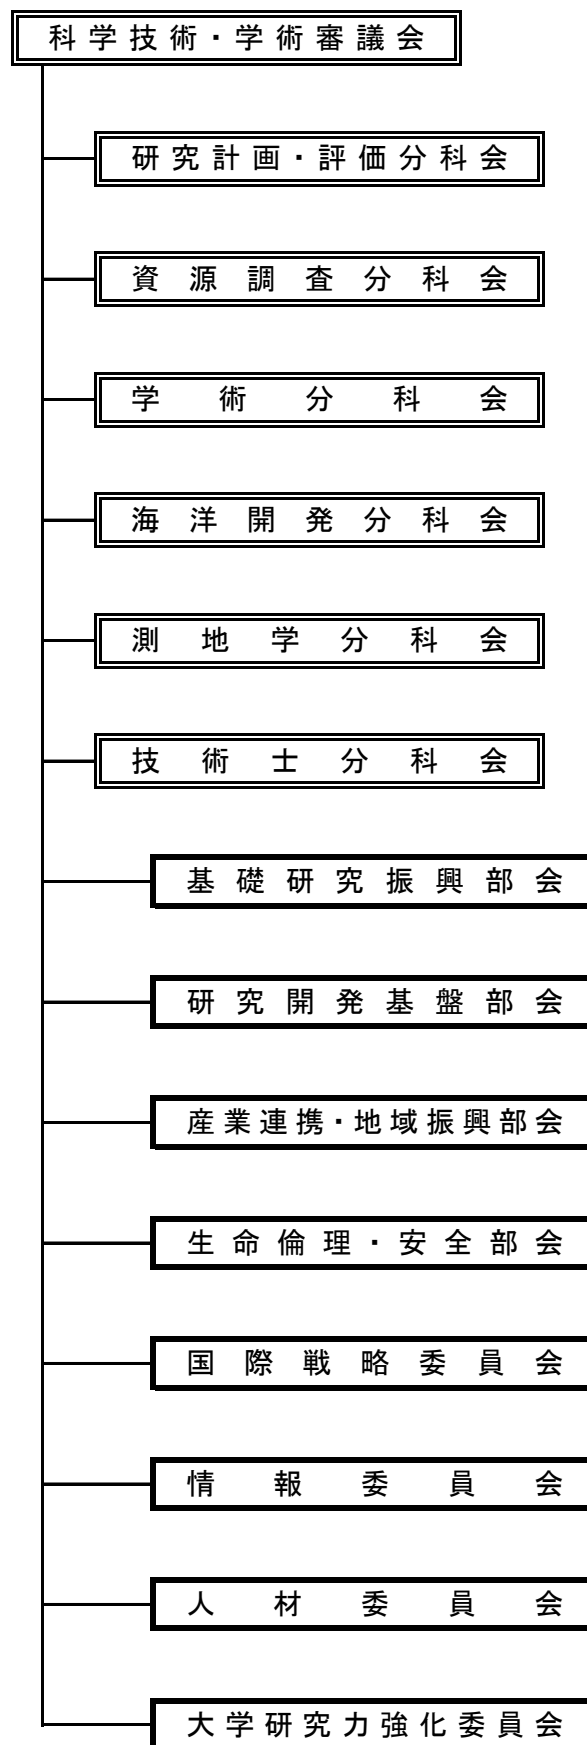 科学技術・学術審議会
研究計画・評価分科会
資源調査分科会
学術分科会
海洋開発分科会
測地学分科会
技術士分科会
基礎研究振興部会
研究開発基盤部会
産業連携・地域振興部会
生命倫理・安全部会
国際戦略委員会
情報委員会
人材委員会
大学研究力強化委員会